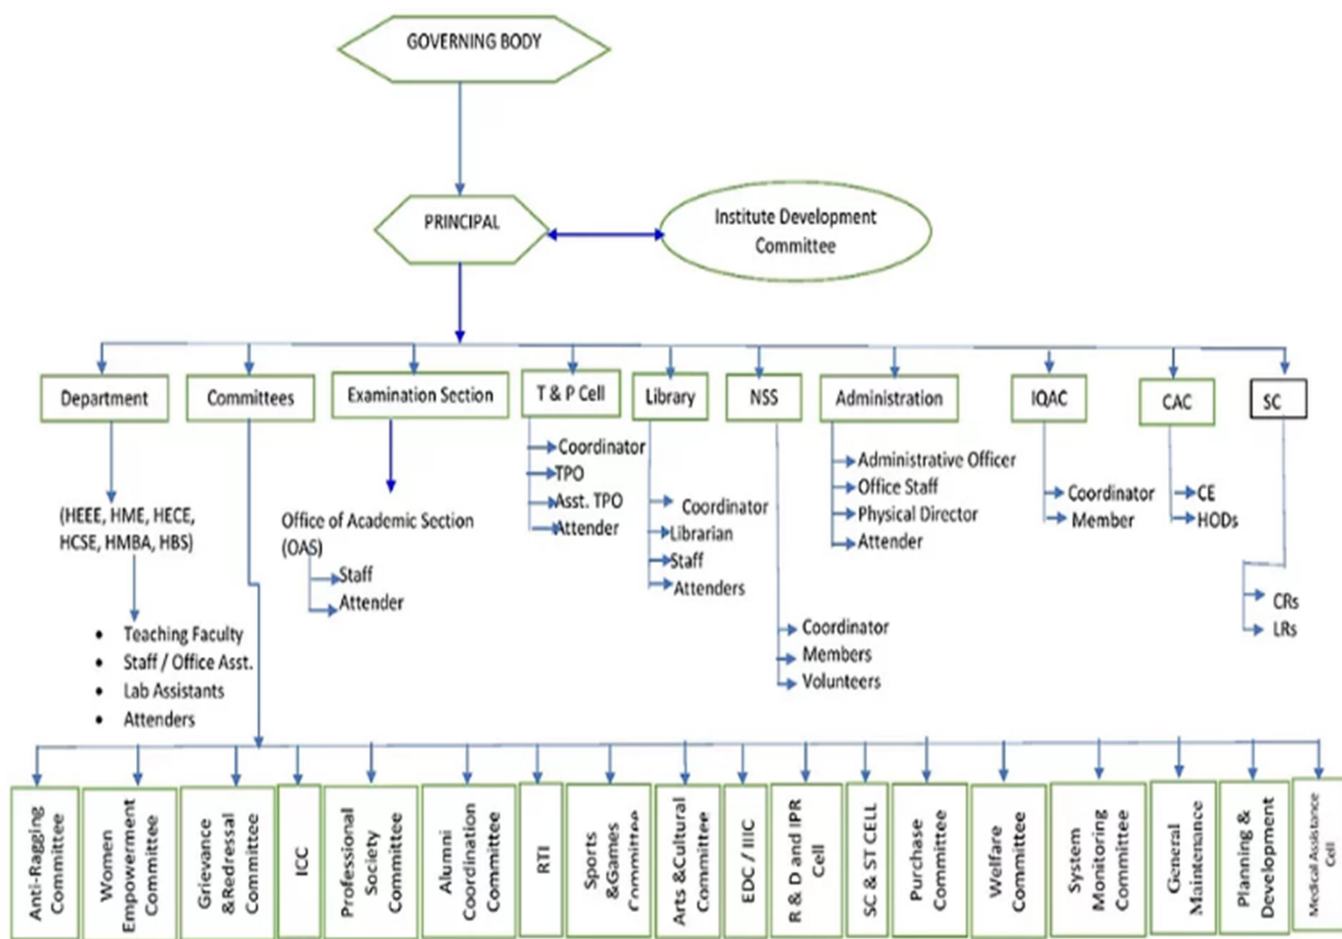 GOVERNING BODY
PRINCIPAL
Institute Development
Committee
Department
Committees
Examination Section
T & P Cell
Library
NSS
Administration
IQAC
CAC
SC
(HEEE, HME, HECE,
HCSE, HMBA, HBS)
• Teaching Faculty
• Staff / Office Asst.
• Lab Assistants
• Attenders
Office of Academic Section
(OAS)
Staff
Attender
Coordinator
TPO
Asst. TPO
Attender
Coordinator
Librarian
Staff
Attenders
Coordinator
Members
Volunteers
Administrative Officer
Office Staff
Physical Director
Attender
Coordinator
Member
CE
HODs
CRs
LRs
Anti-Ragging
Committee
Women
Empowerment
Committee
Grievance
&Redressal
Committee
ICC
Professional
Society
Committee
Alumni
Coordination
Committee
RTI
Sports
&Games
Committee
Arts &Cultural
Committee
EDC / IIIC
R & D and IPR
Cell
SC & ST CELL
Purchase
Committee
Welfare
Committee
System
Monitoring
Committee
General
Maintenance
Planning &
Development
Medical Assistance
Cell